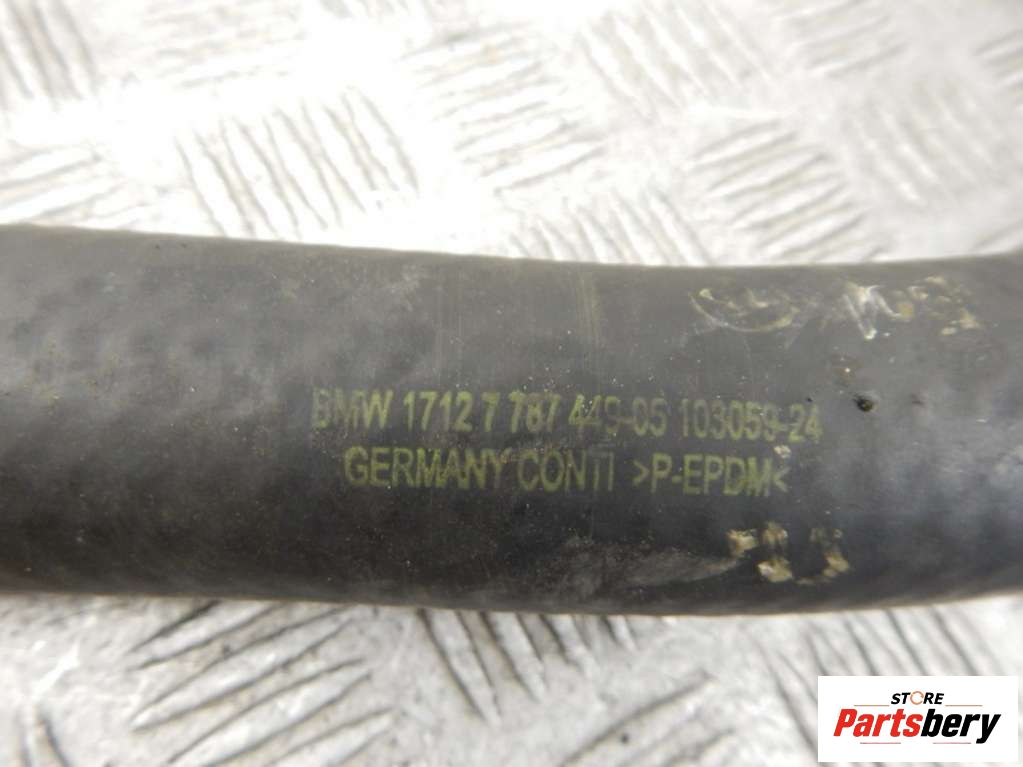 BMW 1712 7 787 449-05 103059-24
GERMANY CONTI >P-EPDM<
STORE
Partsbery